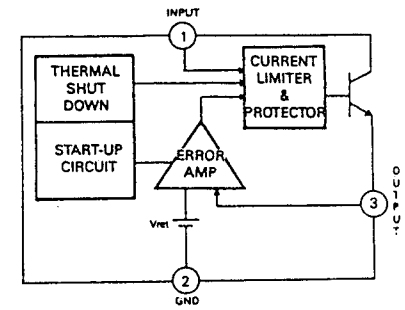 INPUT
1
THERMAL
SHUT
DOWN
CURRENT
LIMITER
&
PROTECTOR
START-UP
CIRCUIT
ERROR
AMP
Vref
3
OUTPUT
2
GND